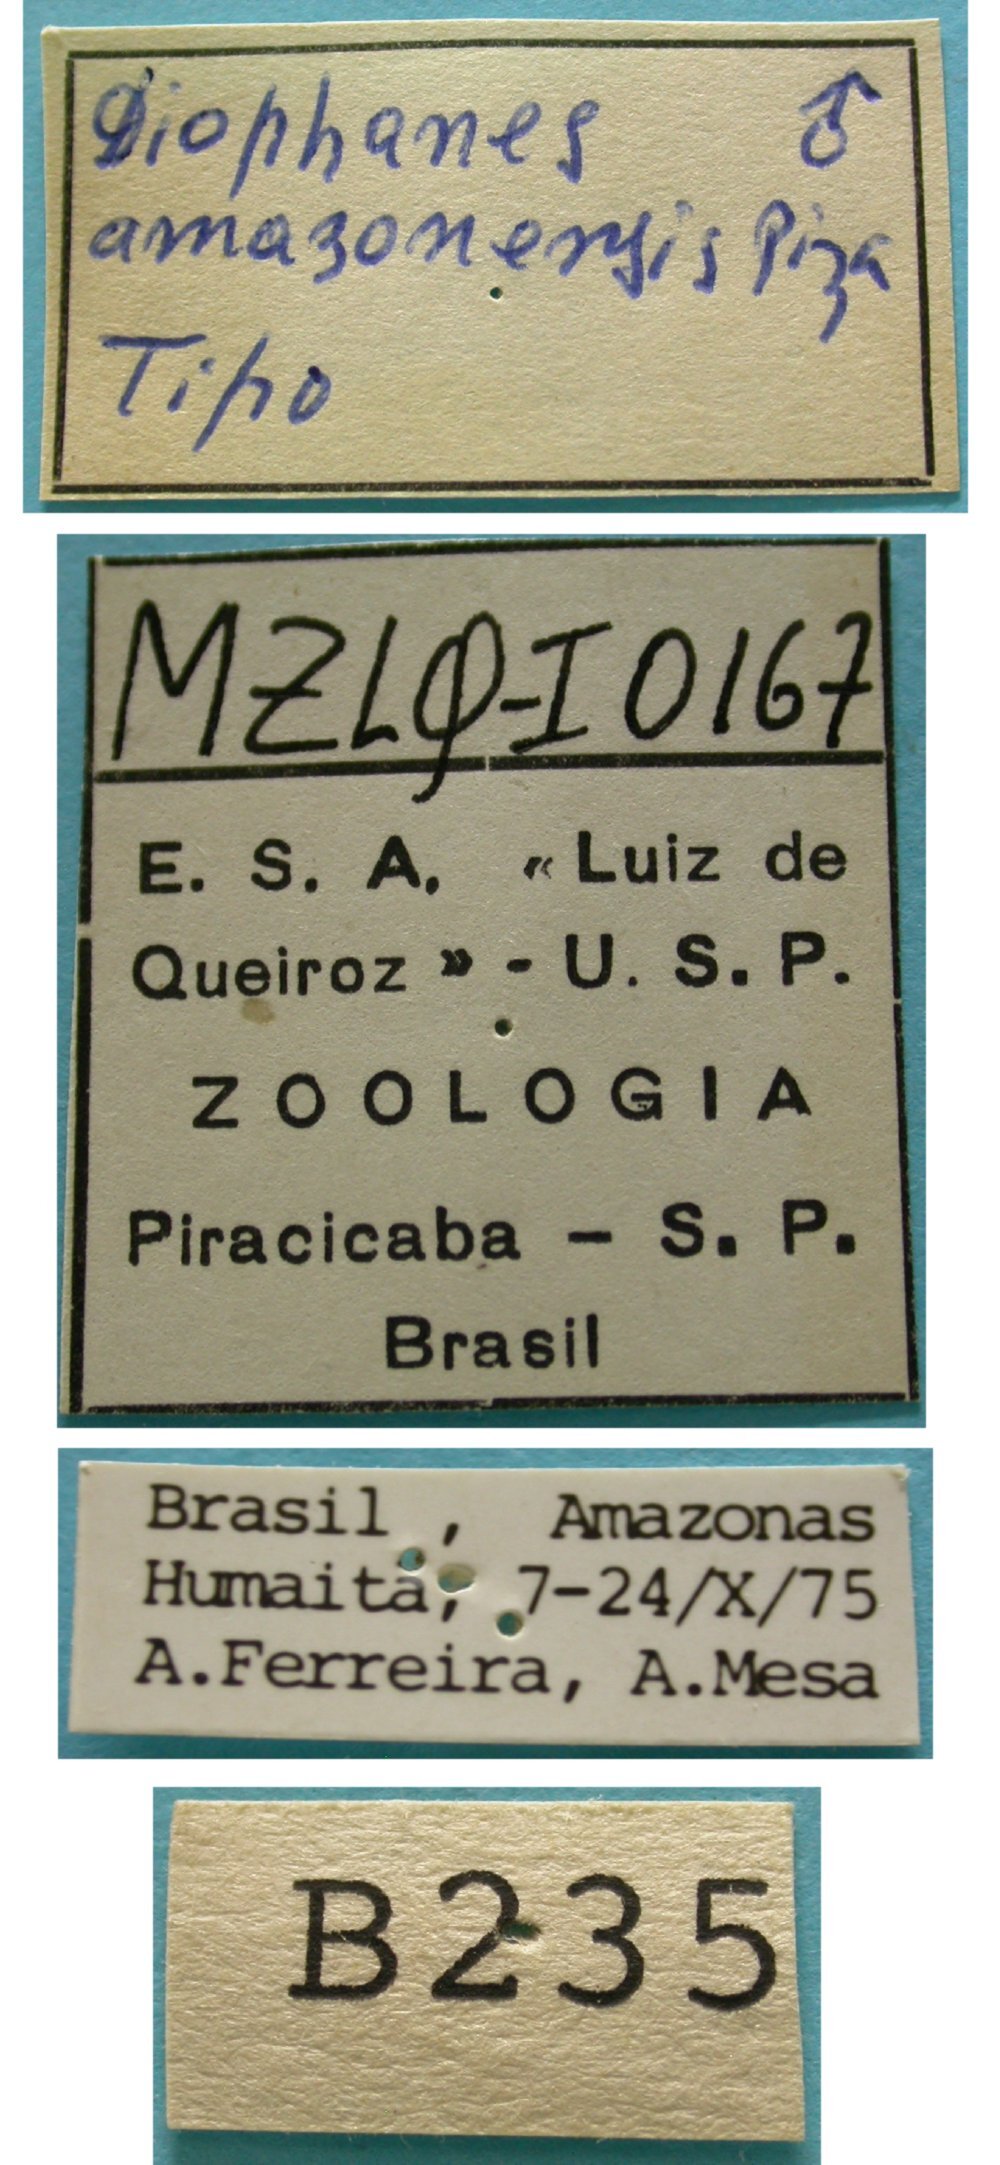 Diophanes ♂
amazonensis Piza
Tipo
MZLQ-I0167
E. S. A. «Luiz de
Queiroz» - U. S. P.
ZOOLOGIA
Piracicaba - S. P.
Brasil
Brasil, Amazonas
Humaitá, 7-24/X/75
A.Ferreira, A.Mesa
B235